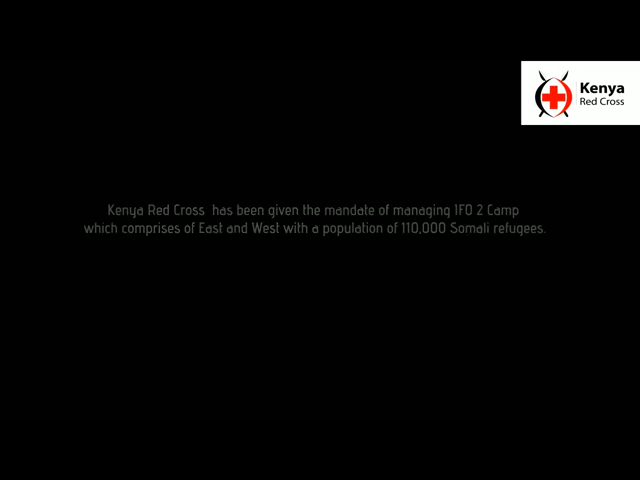 Kenya
Red Cross
Kenya Red Cross has been given the mandate of managing IFO 2 Camp
which comprises of East and West with a population of 110,000 Somali refugees.